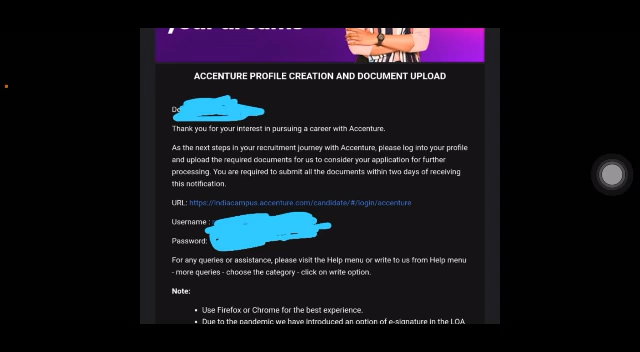 ACCENTURE PROFILE CREATION AND DOCUMENT UPLOAD
Thank you for your interest in pursuing a career with Accenture.
As the next steps in your recruitment journey with Accenture, please log into your profile
and upload the required documents for us to consider your application for further
processing. You are required to submit all the documents within two days of receiving
this notification.
URL: https://indiacampus.accenture.com/candidate/#/login/accenture
Username :
Password:
For any queries or assistance, please visit the Help menu or write to us from Help menu
- more queries - choose the category - click on write option.
Note:
• Use Firefox or Chrome for the best experience.
• Due to the pandemic we have introduced an option of e-signature in the LOA